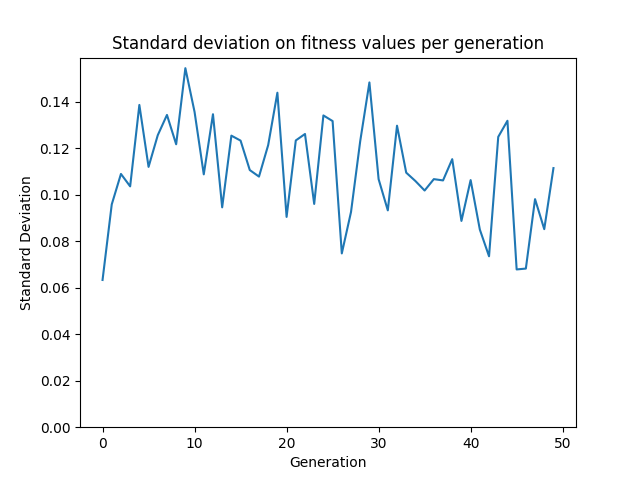 Standard deviation on fitness values per generation
0.14
0.12
0.10
0.08
0.06
0.04
0.02
0.00
Standard Deviation
0 10 20 30 40 50
Generation